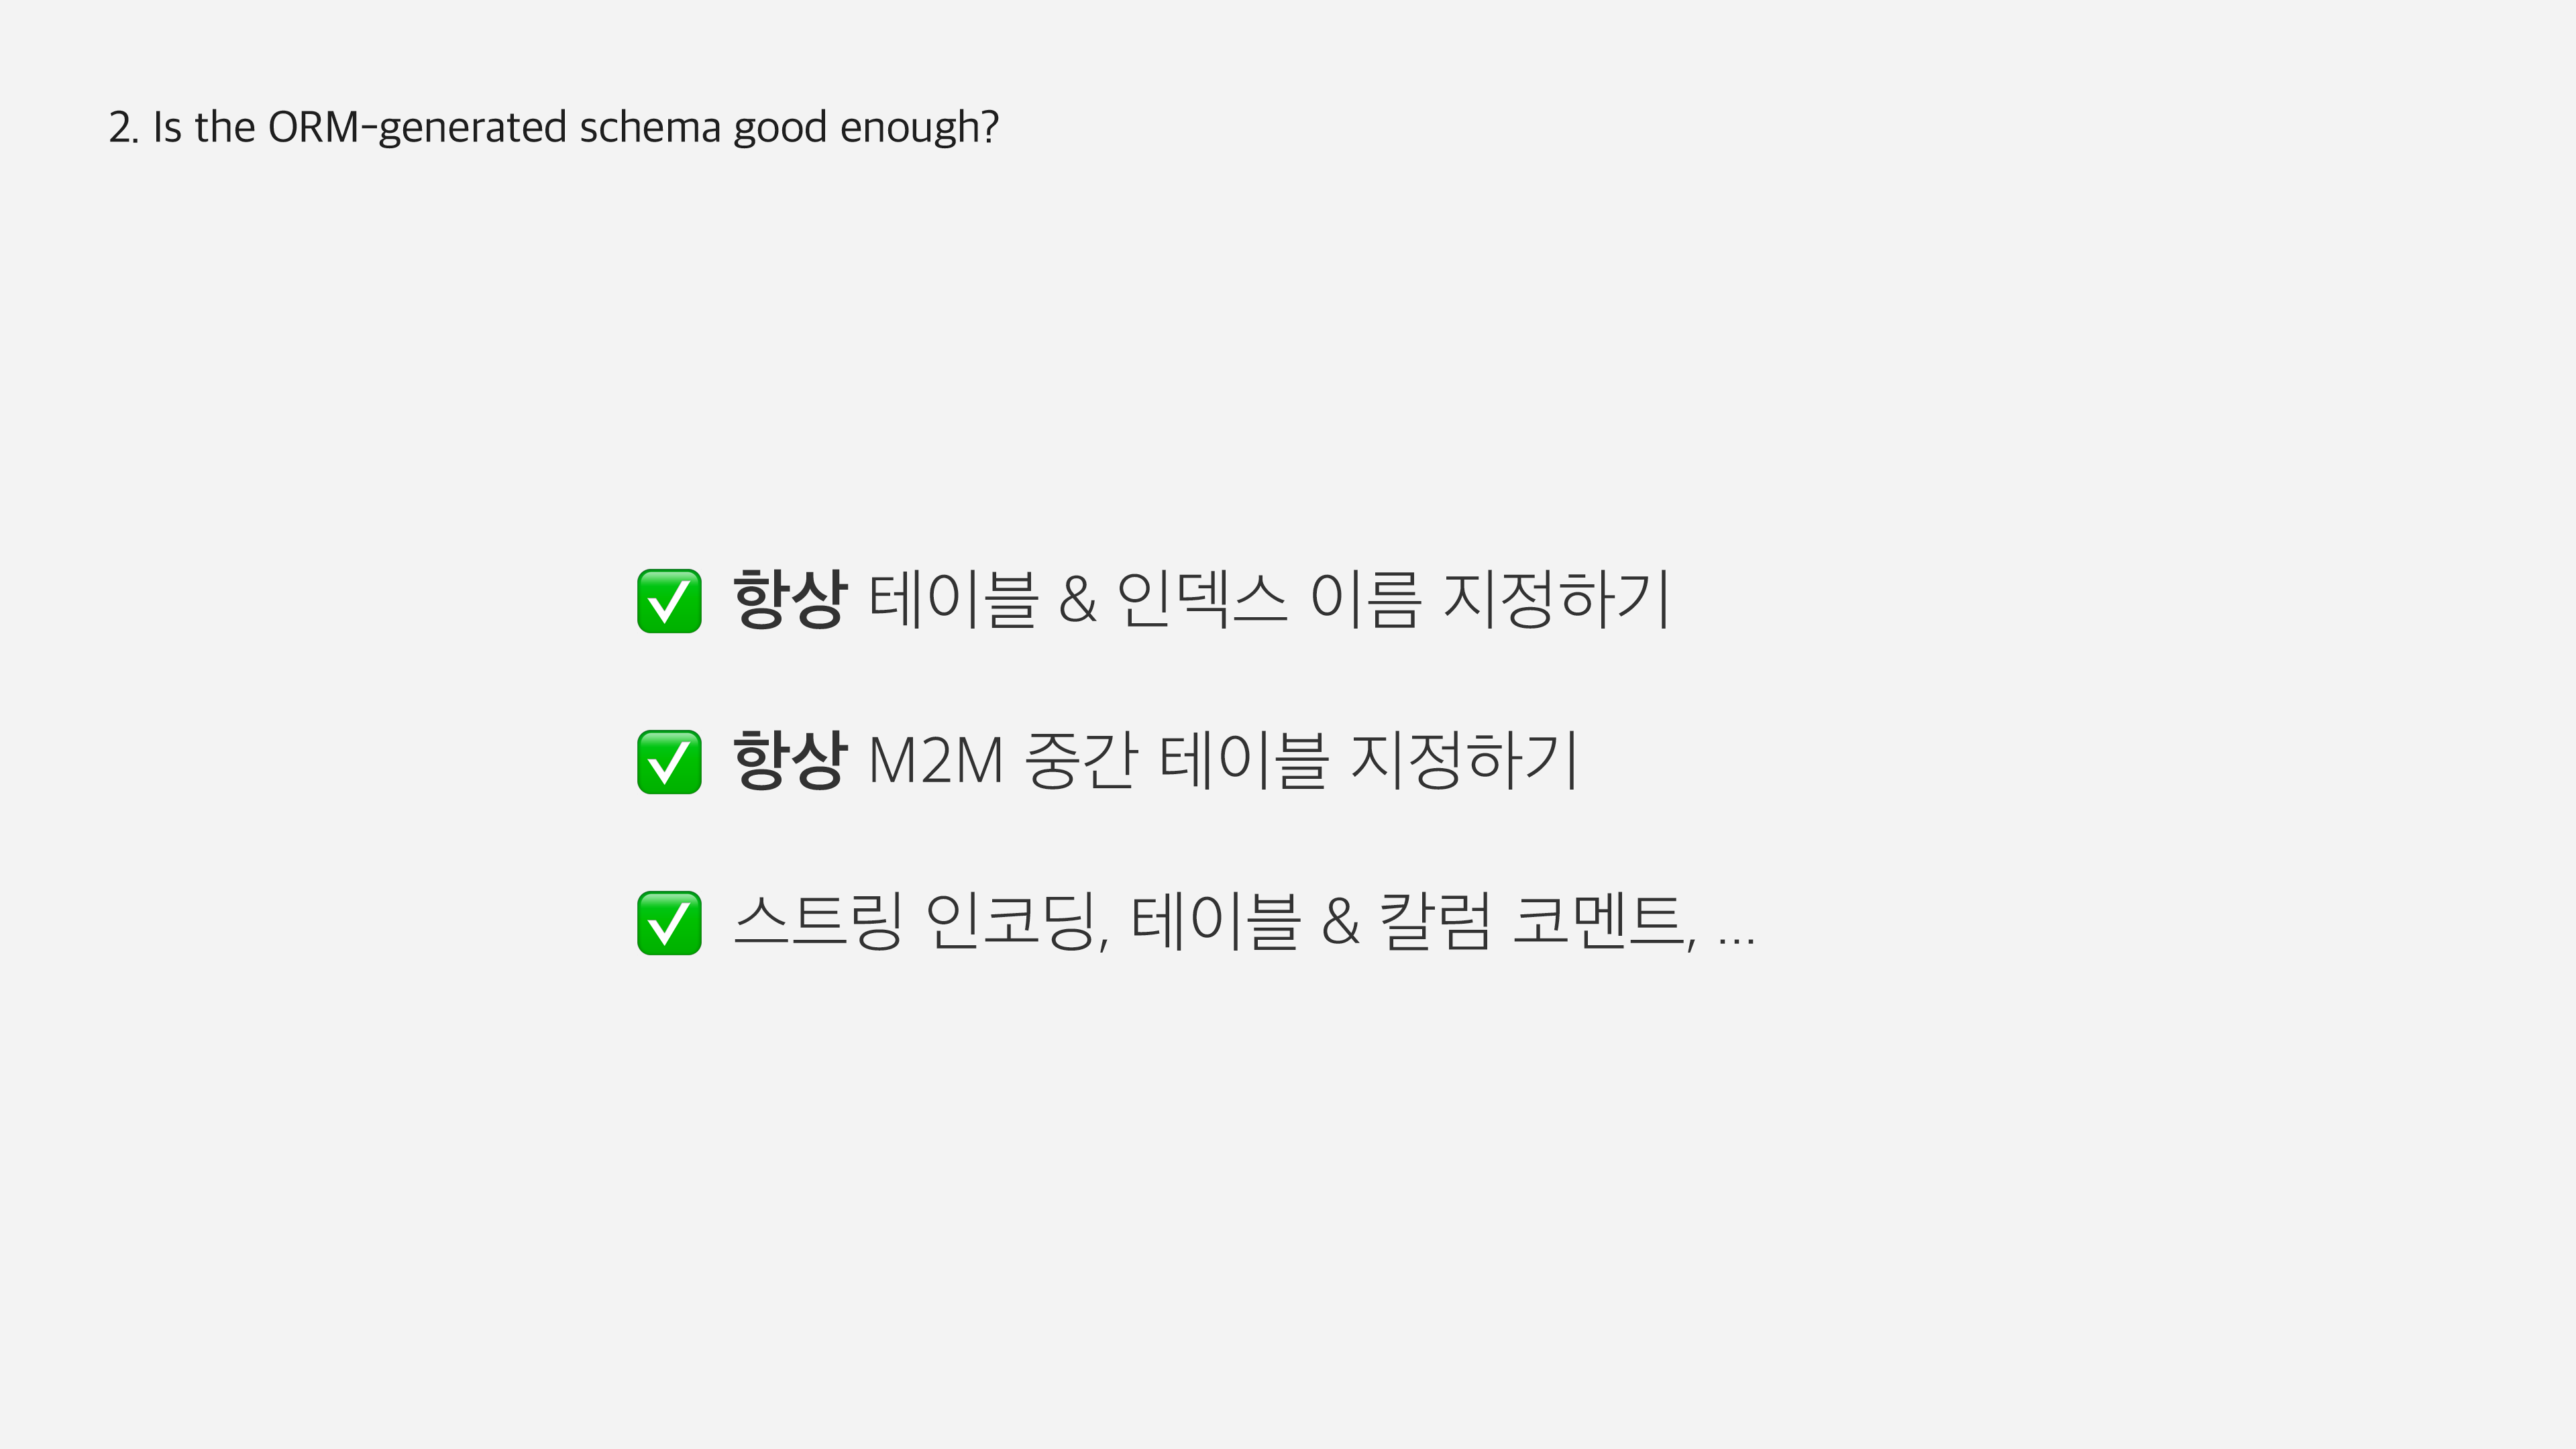 2. Is the ORM-generated schema good enough?
✅ 항상 테이블 & 인덱스 이름 지정하기
✅ 항상 M2M 중간 테이블 지정하기
✅ 스트링 인코딩, 테이블 & 칼럼 코멘트, ...